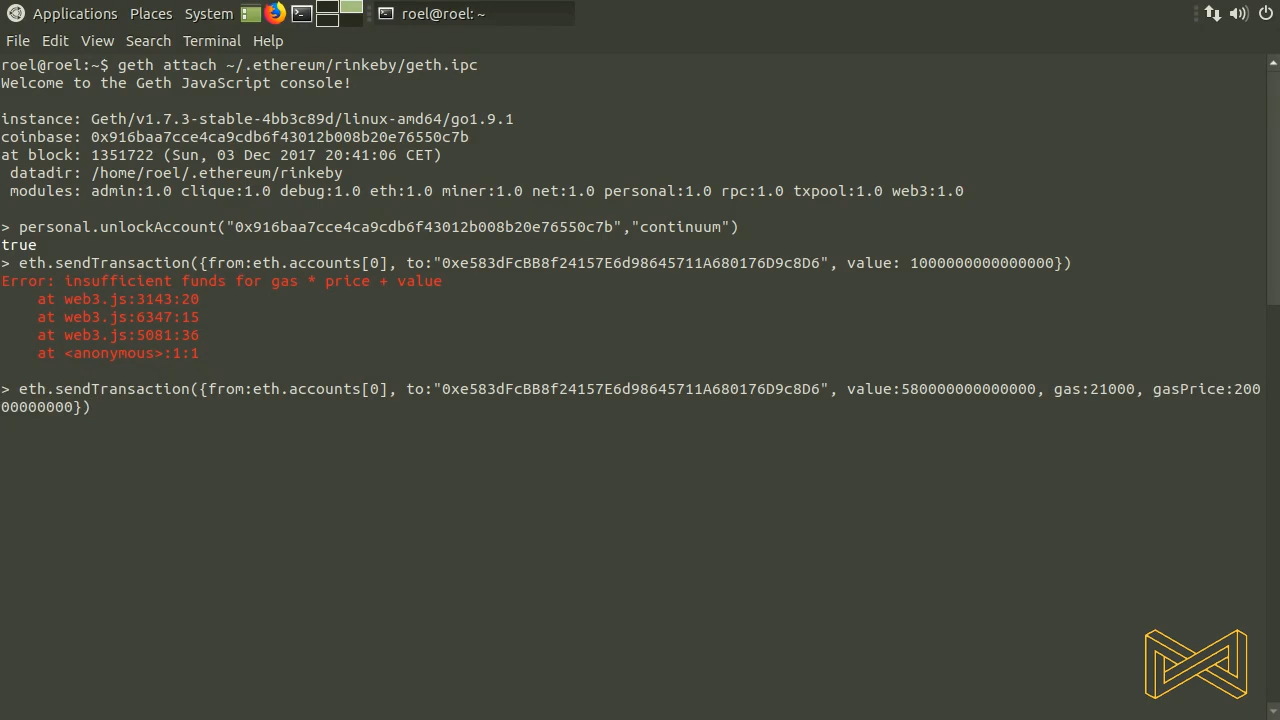 Applications Places System roel@roel: ~
File Edit View Search Terminal Help
roel@roel:~$ geth attach ~/.ethereum/rinkeby/geth.ipc
Welcome to the Geth JavaScript console!
instance: Geth/v1.7.3-stable-4bb3c89d/linux-amd64/go1.9.1
coinbase: 0x916baa7cce4ca9cdb6f43012b008b20e76550c7b
at block: 1351722 (Sun, 03 Dec 2017 20:41:06 CET)
datadir: /home/roel/.ethereum/rinkeby
modules: admin:1.0 clique:1.0 debug:1.0 eth:1.0 miner:1.0 net:1.0 personal:1.0 rpc:1.0 txpool:1.0 web3:1.0
> personal.unlockAccount("0x916baa7cce4ca9cdb6f43012b008b20e76550c7b","continuum")
true
> eth.sendTransaction({from:eth.accounts[0], to:"0xe583dFcBB8f24157E6d98645711A680176D9c8D6", value: 1000000000000000})
Error: insufficient funds for gas * price + value
at web3.js:3143:20
at web3.js:6347:15
at web3.js:5081:36
at <anonymous>:1:1
> eth.sendTransaction({from:eth.accounts[0], to:"0xe583dFcBB8f24157E6d98645711A680176D9c8D6", value:580000000000000, gas:21000, gasPrice:200
00000000})